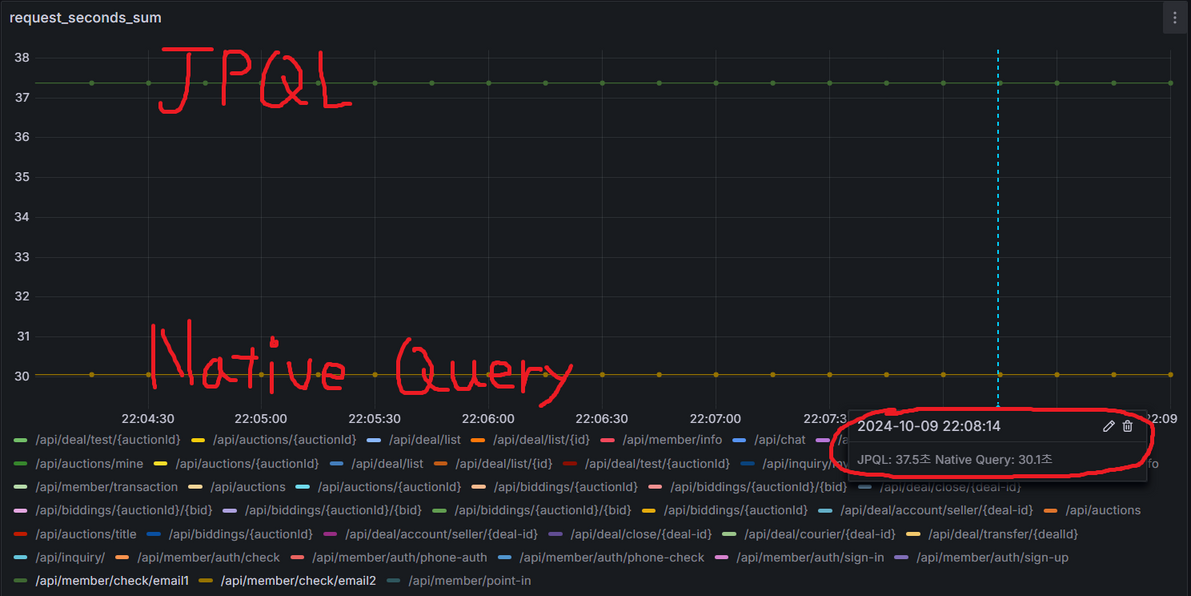 request_seconds_sum
38
JPQL
37
36
35
34
33
32
31
Native Query
30
22:04:30 22:05:00 22:05:30 22:06:00 22:06:30 22:07:00 22:07:3 2:09
2024-10-09 22:08:14
JPQL: 37.5초 Native Query: 30.1초
/api/deal/test/{auctionId} /api/auctions/{auctionId} /api/deal/list /api/deal/list/{id} /api/member/info /api/chat
/api/auctions/mine /api/auctions/{auctionId} /api/deal/list /api/deal/list/{id} /api/deal/test/{auctionId}
/api/member/transaction /api/auctions /api/auctions/{auctionId} /api/biddings/{auctionId} /api/biddings/{auctionId}/{bid} /api/deal/close/{deal-id}
/api/biddings/{auctionId}/{bid} /api/biddings/{auctionId}/{bid} /api/biddings/{auctionId}/{bid} /api/biddings/{auctionId} /api/deal/account/seller/{deal-id} /api/auctions
/api/auctions/title /api/biddings/{auctionId} /api/deal/account/seller/{deal-id} /api/deal/close/{deal-id} /api/deal/courier/{deal-id} /api/deal/transfer/{dealId}
/api/inquiry/ /api/member/auth/check /api/member/auth/phone-auth /api/member/auth/phone-check /api/member/auth/sign-in /api/member/auth/sign-up
/api/member/check/email1 /api/member/check/email2 /api/member/point-in